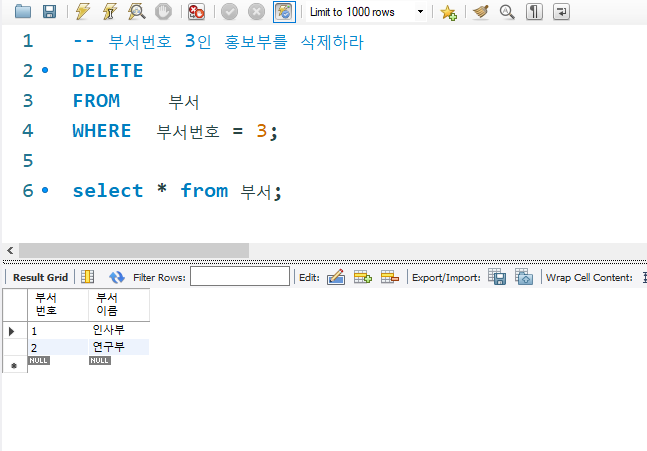 Limit to 1000 rows
1 -- 부서번호 3인 홍보부를 삭제하라
2 DELETE
3 FROM 부서
4 WHERE 부서번호 = 3;
5
6 select * from 부서;
Result Grid Filter Rows: Edit: Export/Import: Wrap Cell Content:
부서 부서
번호 이름
1 인사부
2 연구부
NULL NULL